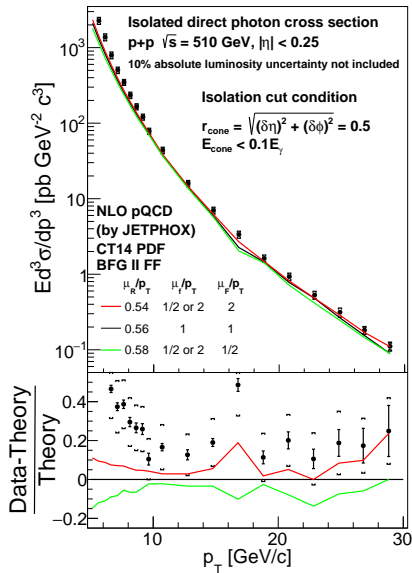 Isolated direct photon cross section
p+p √s = 510 GeV, |η| < 0.25
10% absolute luminosity uncertainty not included
Isolation cut condition
r_cone = √((δη)² + (δϕ)²) = 0.5
E_cone < 0.1E_γ
Ed³σ/dp³ [pb GeV⁻² c³]
10³
10²
10
1
10⁻¹
NLO pQCD
(by JETPHOX)
CT14 PDF
BFG II FF
μ_R/p_T μ_f/p_T μ_F/p_T
0.54 1/2 or 2 2
0.56 1 1
0.58 1/2 or 2 1/2
Data-Theory
Theory
0.4
0.2
0
−0.2
10 20 30
p_T [GeV/c]